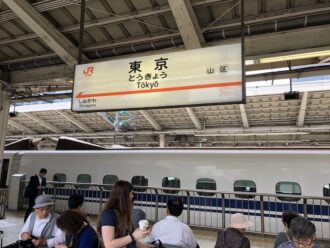 JR
東京
山区
とうきょう
Tōkyō
しながわ
Shinagawa